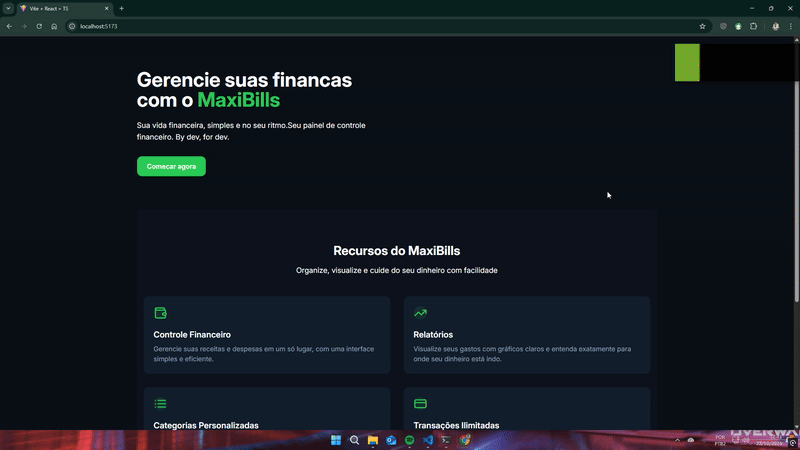 Vite + React + TS
localhost:5173
Gerencie suas financas
com o MaxiBills
Sua vida financeira, simples e no seu ritmo.Seu painel de controle
financeiro. By dev, for dev.
Comecar agora
Recursos do MaxiBills
Organize, visualize e cuide do seu dinheiro com facilidade
Controle Financeiro
Gerencie suas receitas e despesas em um só lugar, com uma interface
simples e eficiente.
Relatórios
Visualize seus gastos com gráficos claros e entenda exatamente para
onde seu dinheiro está indo.
Categorias Personalizadas
Transações Ilimitadas
POR
PTB2